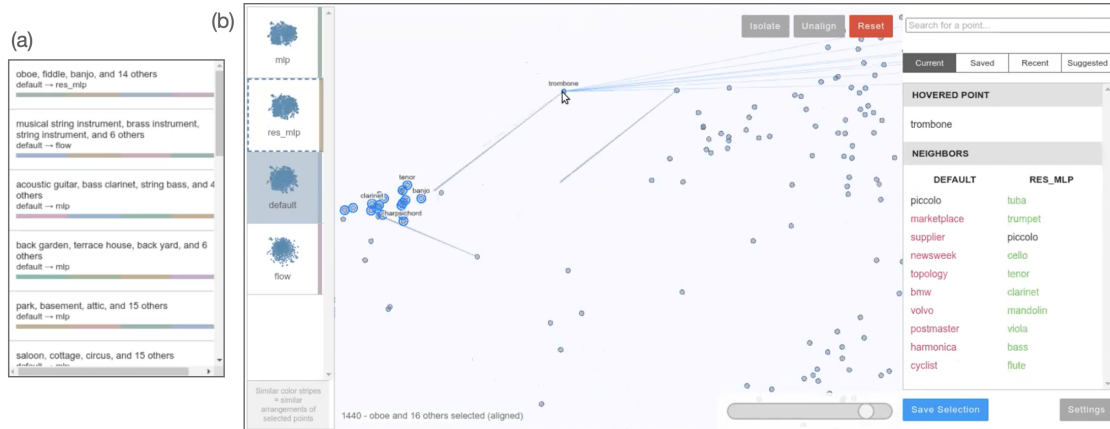 (a)
oboe, fiddle, banjo, and 14 others
default → res_mlp
musical string instrument, brass instrument,
string instrument, and 6 others
default → flow
acoustic guitar, bass clarinet, string bass, and 4
others
default → mlp
back garden, terrace house, back yard, and 6
others
default → mlp
park, basement, attic, and 15 others
default → mlp
saloon, cottage, circus, and 15 others
default → mlp
(b)
mlp
res_mlp
default
flow
Similar color stripes
= similar
arrangements of
selected points
Isolate
Unalign
Reset
trombone
tenor
clarinet
banjo
harpsichord
1440 - oboe and 16 others selected (aligned)
Search for a point...
Current
Saved
Recent
Suggested
HOVERED POINT
trombone
NEIGHBORS
DEFAULT RES_MLP
piccolo tuba
marketplace trumpet
supplier piccolo
newsweek cello
topology tenor
bmw clarinet
volvo mandolin
postmaster viola
harmonica bass
cyclist flute
Save Selection
Settings